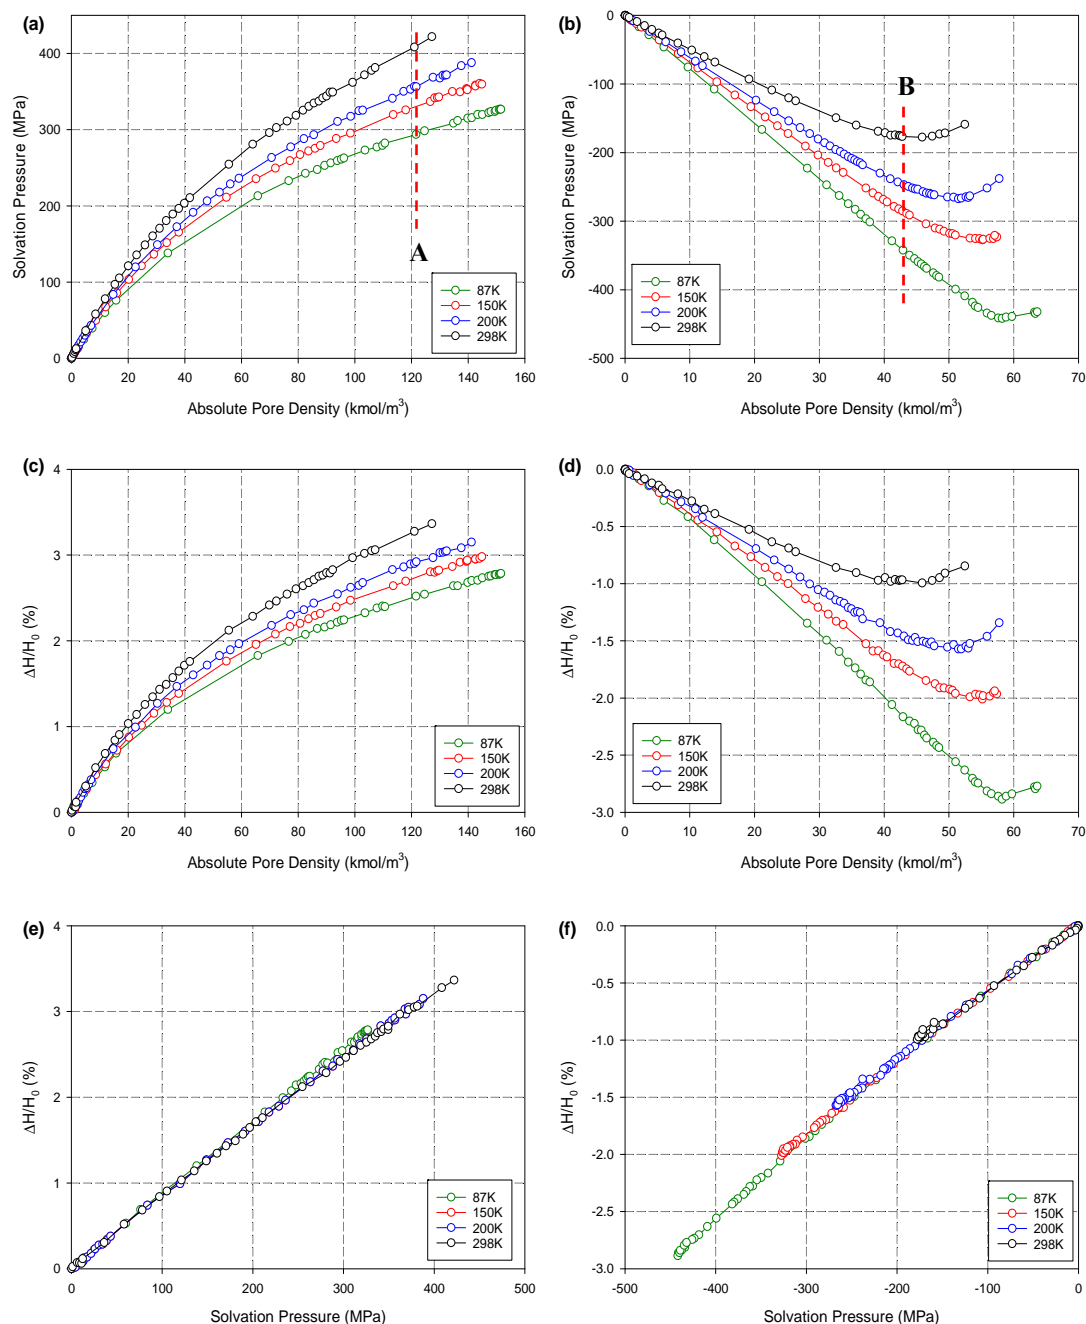 (a)
Solvation Pressure (MPa)
400
300
200
100
0
0 20 40 60 80 100 120 140 160
Absolute Pore Density (kmol/m³)
A
87K
150K
200K
298K
(b)
Solvation Pressure (MPa)
0
-100
-200
-300
-400
-500
0 10 20 30 40 50 60 70
Absolute Pore Density (kmol/m³)
B
87K
150K
200K
298K
(c)
ΔH/H₀ (%)
4
3
2
1
0
0 20 40 60 80 100 120 140 160
Absolute Pore Density (kmol/m³)
87K
150K
200K
298K
(d)
ΔH/H₀ (%)
0.0
-0.5
-1.0
-1.5
-2.0
-2.5
-3.0
0 10 20 30 40 50 60 70
Absolute Pore Density (kmol/m³)
87K
150K
200K
298K
(e)
ΔH/H₀ (%)
4
3
2
1
0
0 100 200 300 400 500
Solvation Pressure (MPa)
87K
150K
200K
298K
(f)
ΔH/H₀ (%)
0.0
-0.5
-1.0
-1.5
-2.0
-2.5
-3.0
-500 -400 -300 -200 -100 0
Solvation Pressure (MPa)
87K
150K
200K
298K